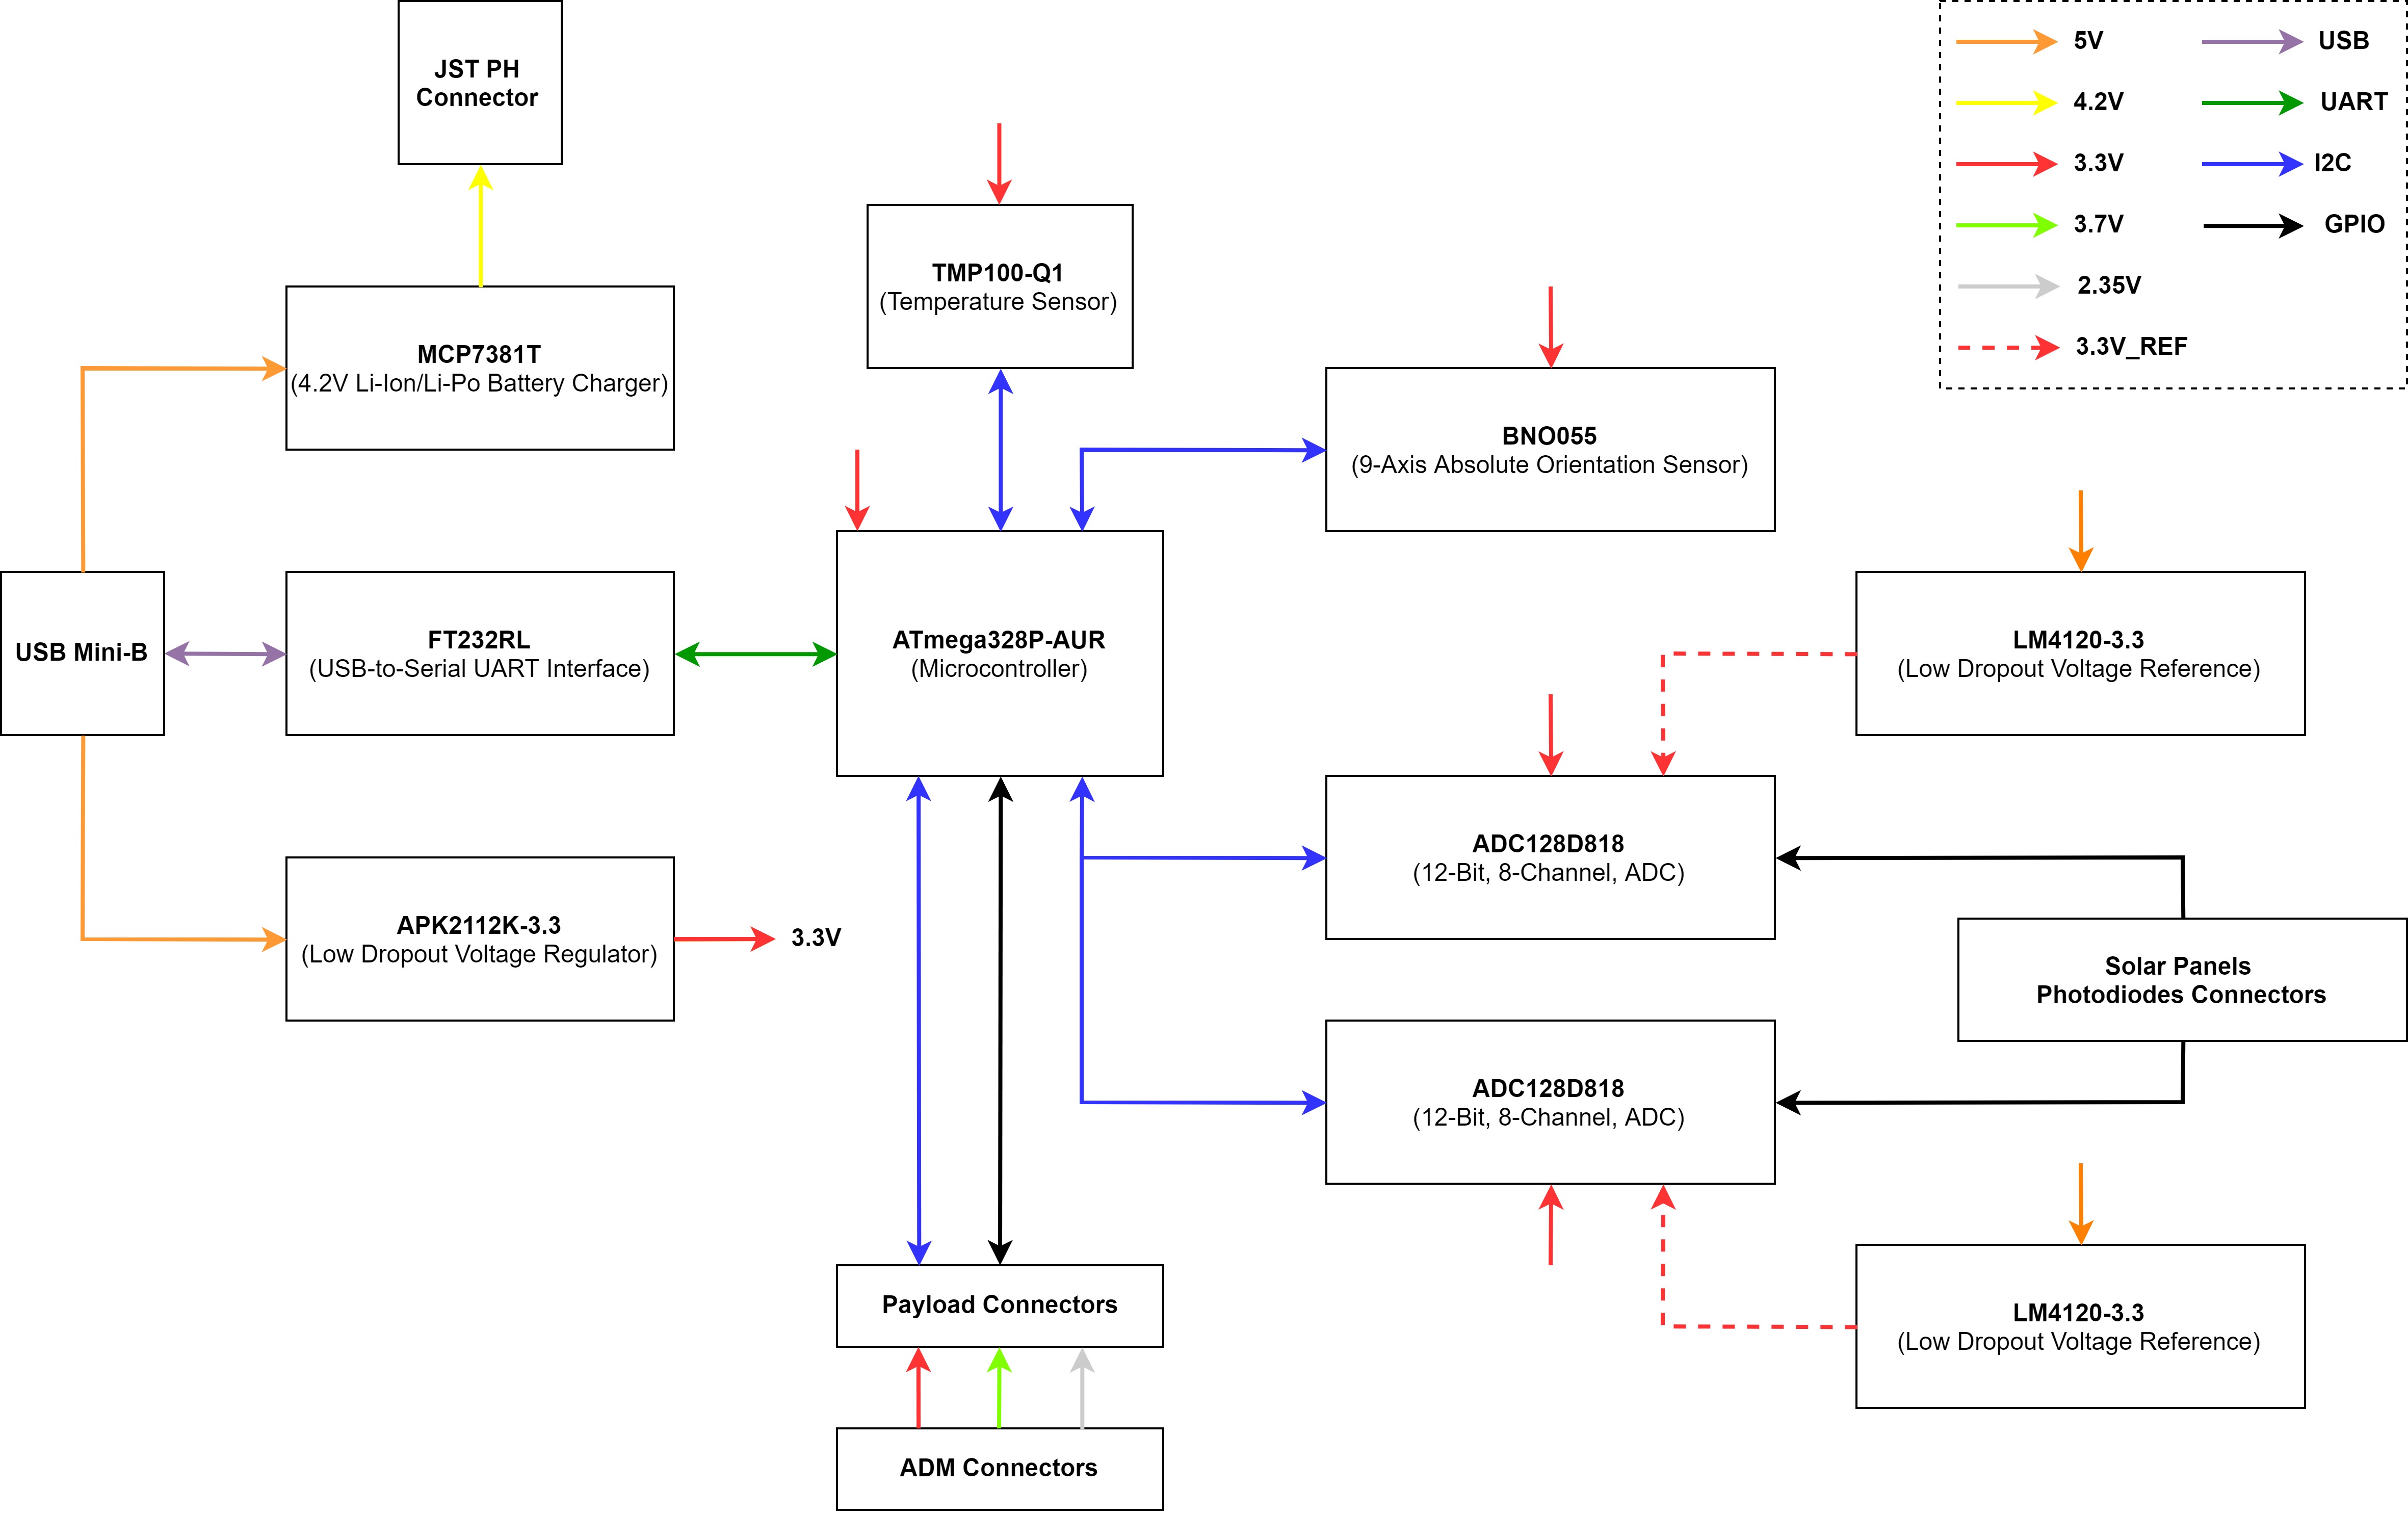 JST PH
Connector
5V
USB
4.2V
UART
3.3V
I2C
3.7V
GPIO
2.35V
3.3V_REF
TMP100-Q1
(Temperature Sensor)
MCP7381T
(4.2V Li-Ion/Li-Po Battery Charger)
BNO055
(9-Axis Absolute Orientation Sensor)
USB Mini-B
FT232RL
(USB-to-Serial UART Interface)
ATmega328P-AUR
(Microcontroller)
LM4120-3.3
(Low Dropout Voltage Reference)
ADC128D818
(12-Bit, 8-Channel, ADC)
APK2112K-3.3
(Low Dropout Voltage Regulator)
3.3V
Solar Panels
Photodiodes Connectors
ADC128D818
(12-Bit, 8-Channel, ADC)
Payload Connectors
LM4120-3.3
(Low Dropout Voltage Reference)
ADM Connectors